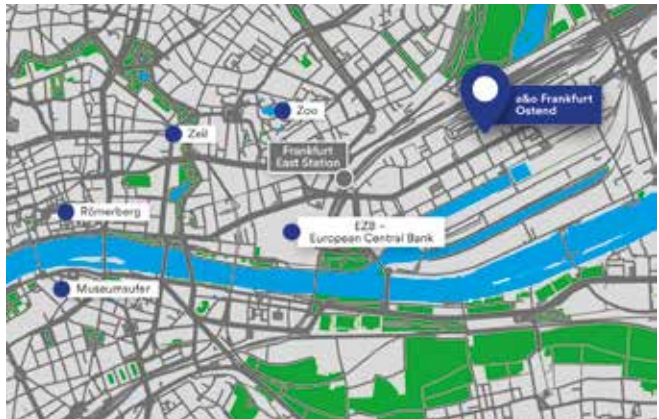 a&o Frankfurt
Ostend
Zoo
Zeil
Frankfurt
East Station
Römerberg
EZB –
European Central Bank
Museumsufer